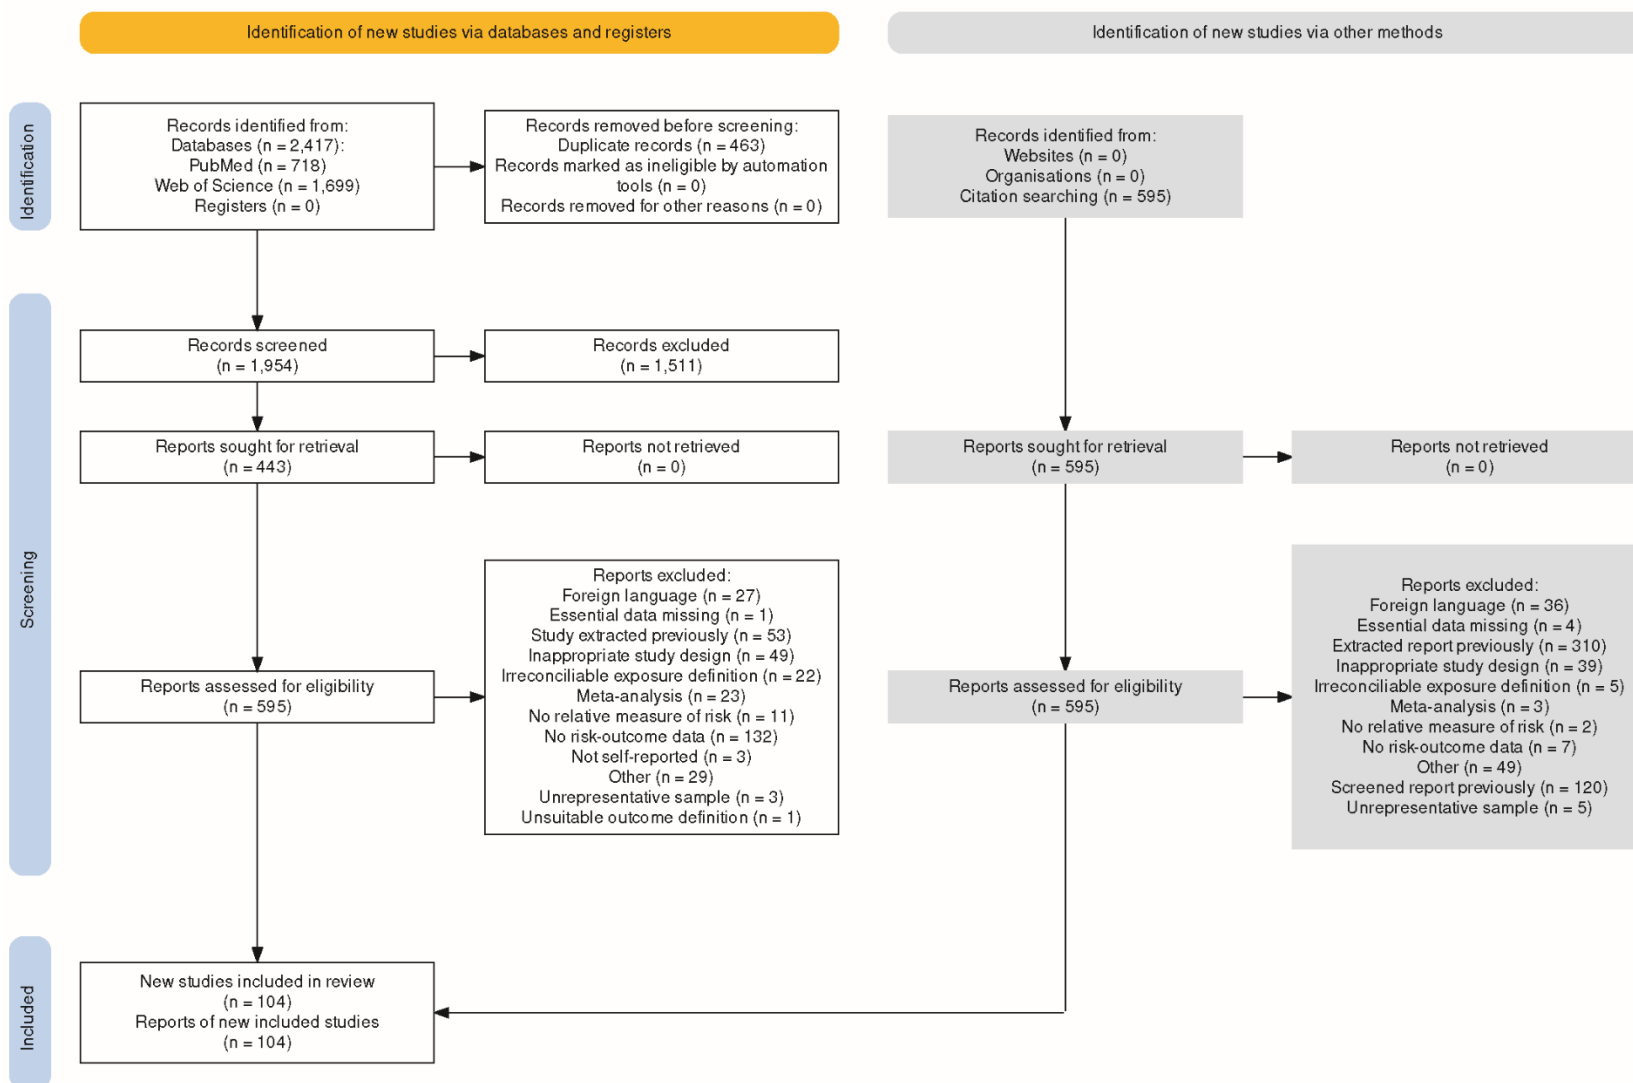 Identification of new studies via databases and registers
Identification of new studies via other methods
Identification
Records identified from:
Databases (n = 2,417):
PubMed (n = 718)
Web of Science (n = 1,699)
Registers (n = 0)
Records removed before screening:
Duplicate records (n = 463)
Records marked as ineligible by automation
tools (n = 0)
Records removed for other reasons (n = 0)
Records identified from:
Websites (n = 0)
Organisations (n = 0)
Citation searching (n = 595)
Screening
Records screened
(n = 1,954)
Records excluded
(n = 1,511)
Reports sought for retrieval
(n = 443)
Reports not retrieved
(n = 0)
Reports sought for retrieval
(n = 595)
Reports not retrieved
(n = 0)
Reports assessed for eligibility
(n = 595)
Reports excluded:
Foreign language (n = 27)
Essential data missing (n = 1)
Study extracted previously (n = 53)
Inappropriate study design (n = 49)
Irreconciliable exposure definition (n = 22)
Meta-analysis (n = 23)
No relative measure of risk (n = 11)
No risk-outcome data (n = 132)
Not self-reported (n = 3)
Other (n = 29)
Unrepresentative sample (n = 3)
Unsuitable outcome definition (n = 1)
Reports assessed for eligibility
(n = 595)
Reports excluded:
Foreign language (n = 36)
Essential data missing (n = 4)
Extracted report previously (n = 310)
Inappropriate study design (n = 39)
Irreconciliable exposure definition (n = 5)
Meta-analysis (n = 3)
No relative measure of risk (n = 2)
No risk-outcome data (n = 7)
Other (n = 49)
Screened report previously (n = 120)
Unrepresentative sample (n = 5)
Included
New studies included in review
(n = 104)
Reports of new included studies
(n = 104)